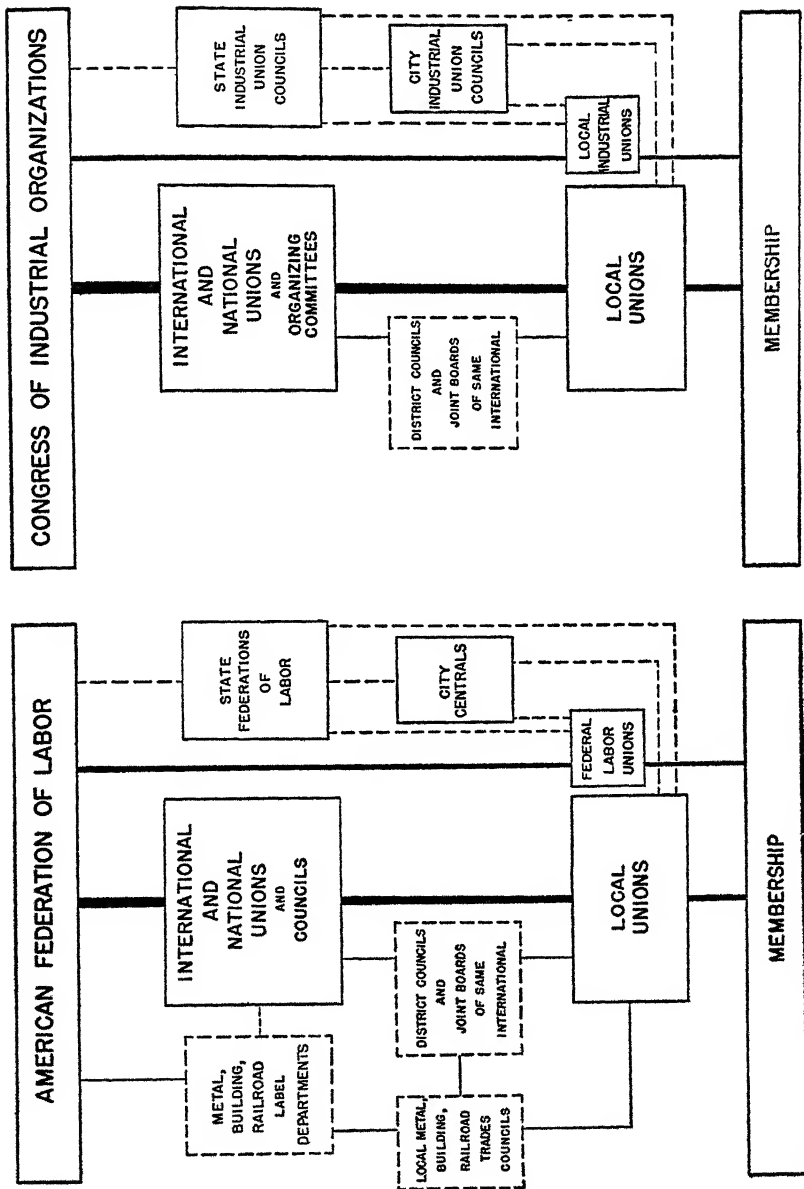 AMERICAN FEDERATION OF LABOR
METAL,
BUILDING,
RAILROAD
LABEL
DEPARTMENTS
INTERNATIONAL
AND
NATIONAL
UNIONS
AND
COUNCILS
STATE
FEDERATIONS
OF
LABOR
LOCAL METAL,
BUILDING,
RAILROAD
TRADES
COUNCILS
DISTRICT COUNCILS
AND
JOINT BOARDS
OF SAME
INTERNATIONAL
CITY
CENTRALS
LOCAL
UNIONS
FEDERAL
LABOR
UNIONS
MEMBERSHIP
CONGRESS OF INDUSTRIAL ORGANIZATIONS
INTERNATIONAL
AND
NATIONAL
UNIONS
AND
ORGANIZING
COMMITTEES
STATE
INDUSTRIAL
UNION
COUNCILS
DISTRICT COUNCILS
AND
JOINT BOARDS
OF SAME
INTERNATIONAL
CITY
INDUSTRIAL
UNION
COUNCILS
LOCAL
UNIONS
LOCAL
INDUSTRIAL
UNIONS
MEMBERSHIP